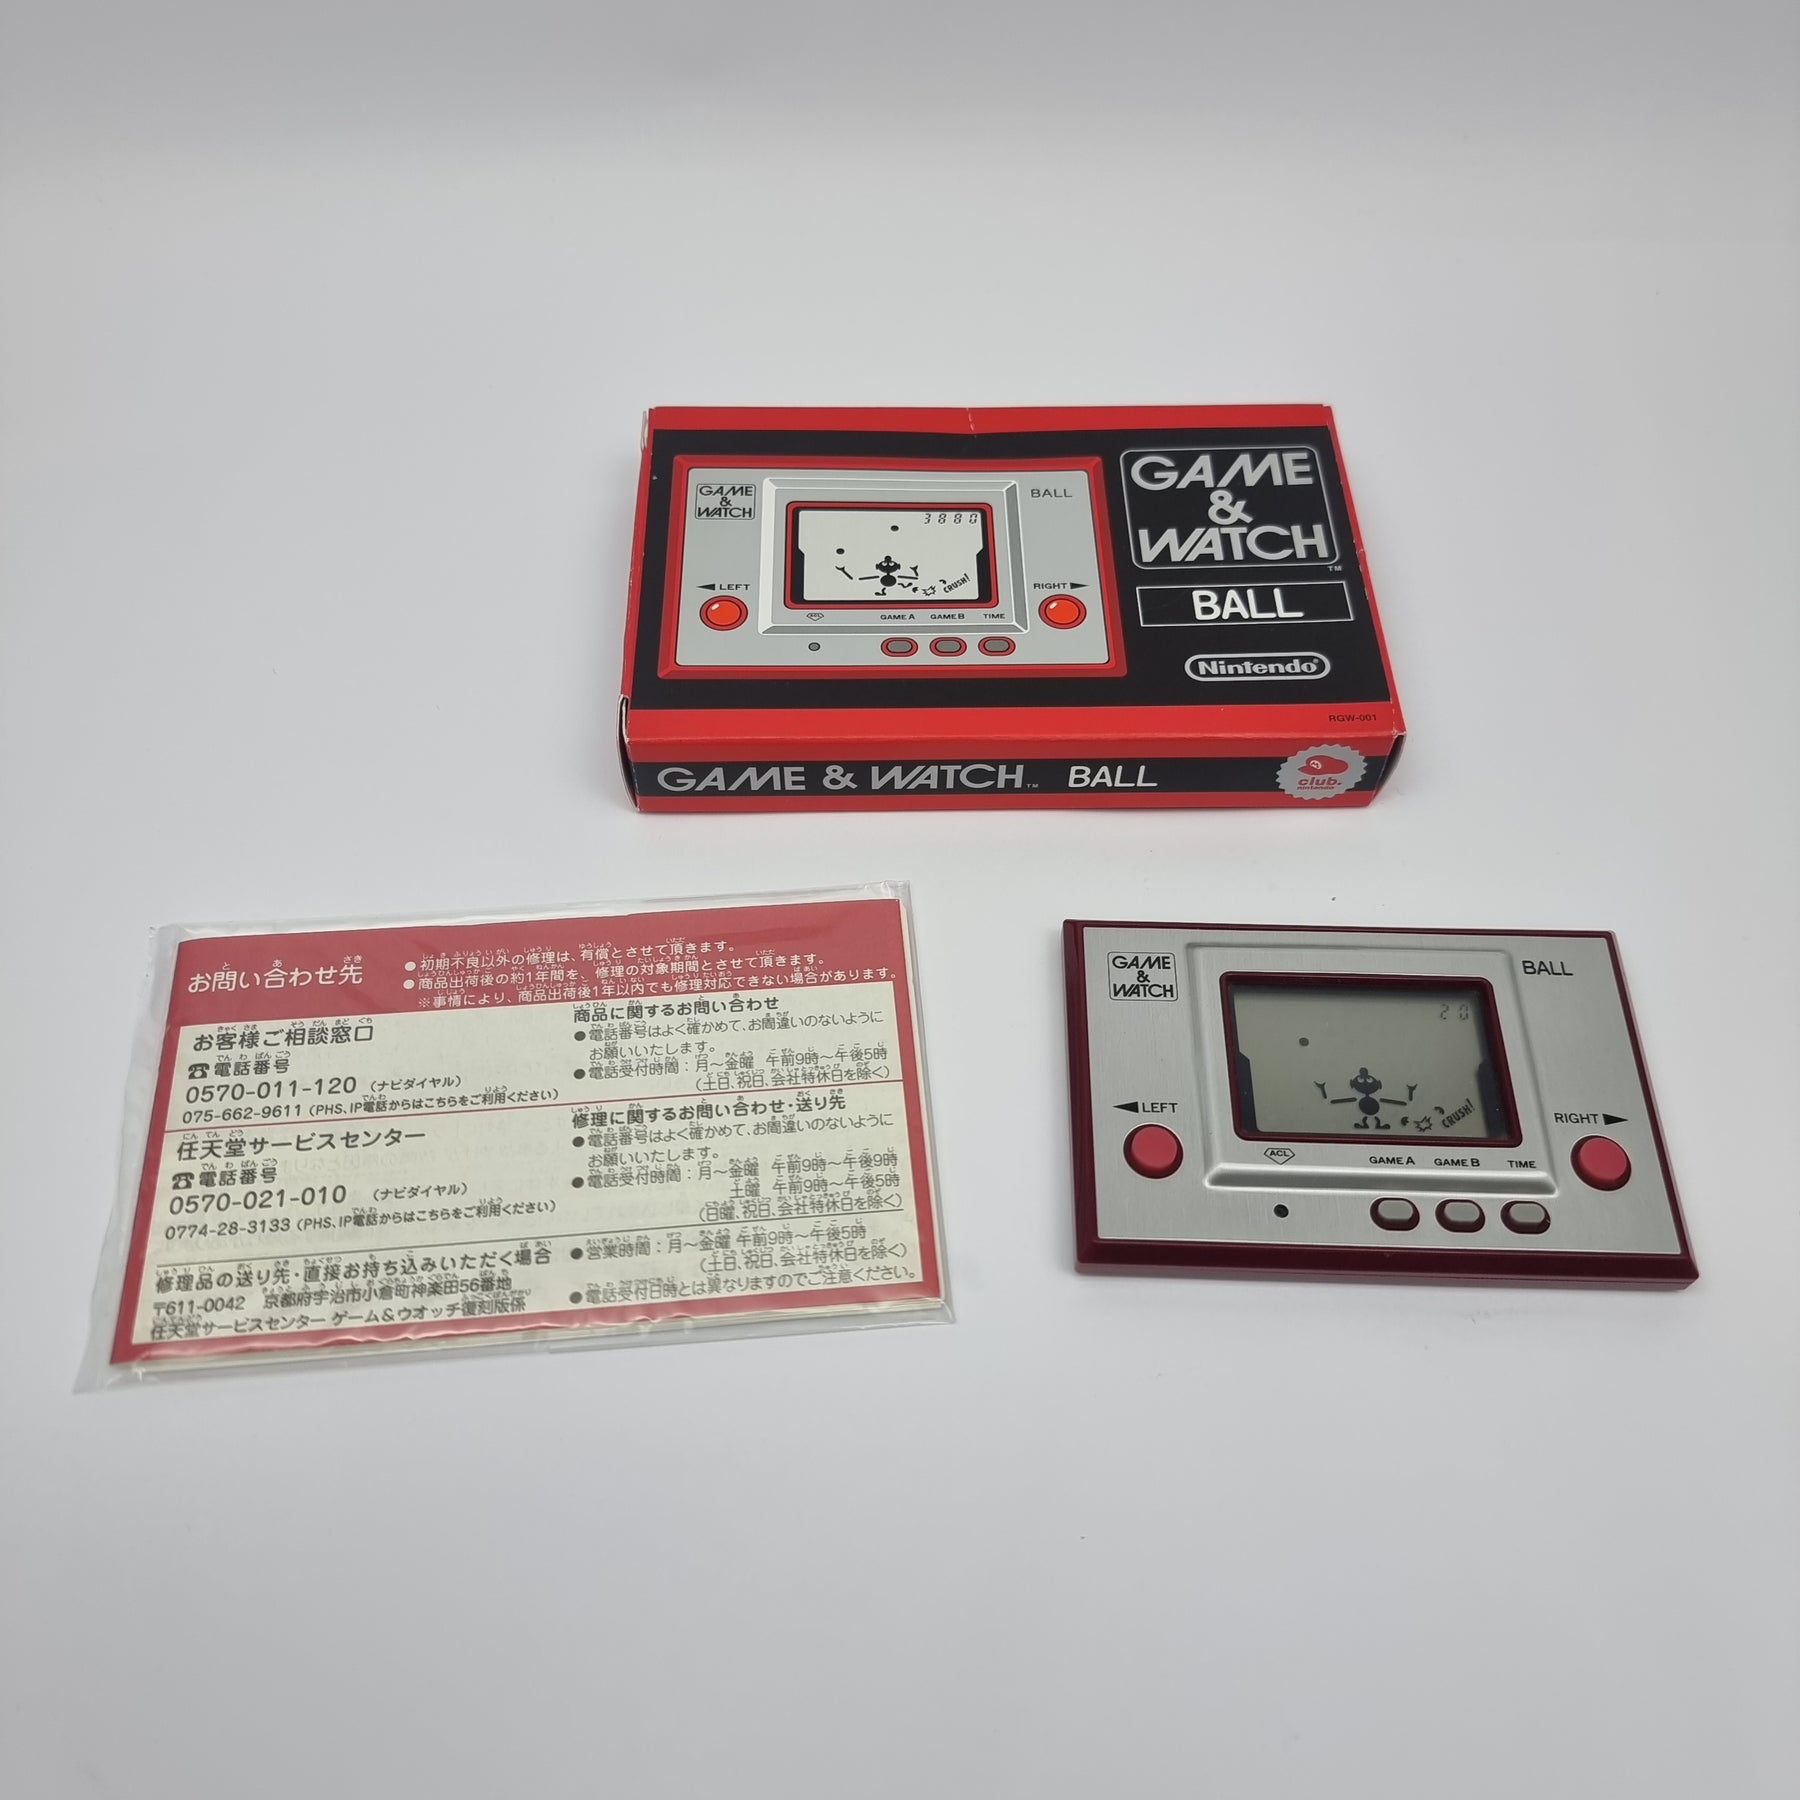 GAME
&
WATCH
BALL
3880
CRUSH!
LEFT
RIGHT
ACL
GAME A GAME B TIME
GAME
&
WATCH
TM
BALL
Nintendo®
RGW-001
GAME & WATCH™ BALL
club
nintendo
お問い合わせ先
●初期不良以外の修理は、有償とさせて頂きます。
●商品出荷後の約1年間を、修理の対象期間とさせて頂きます。
※事情により、商品出荷後1年以内でも修理対応できない場合があります。
お客様ご相談窓口
☎電話番号
0570-011-120 (ナビダイヤル)
075-662-9611 (PHS、IP電話からはこちらをご利用ください)
商品に関するお問い合わせ
●電話番号はよく確かめて、お間違いのないように
お願いいたします。
●電話受付時間：月～金曜 午前9時～午後5時
(土日、祝日、会社特休日を除く)
任天堂サービスセンター
☎電話番号
0570-021-010 (ナビダイヤル)
0774-28-3133 (PHS、IP電話からはこちらをご利用ください)
修理に関するお問い合わせ・送り先
●電話番号はよく確かめて、お間違いのないように
お願いいたします。
●電話受付時間：月～金曜 午前9時～午後9時
土曜 午前9時～午後5時
(日曜、祝日、会社特休日を除く)
修理品の送り先・直接お持ち込みいただく場合
〒611-0042 京都府宇治市小倉町神楽田56番地
任天堂サービスセンター ゲーム&ウオッチ復刻版係
●営業時間：月～金曜 午前9時～午後5時
(土日、祝日、会社特休日を除く)
●電話受付日時とは異なりますのでご注意ください。
GAME
&
WATCH
BALL
20
CRUSH!
LEFT
RIGHT
ACL
GAME A GAME B TIME